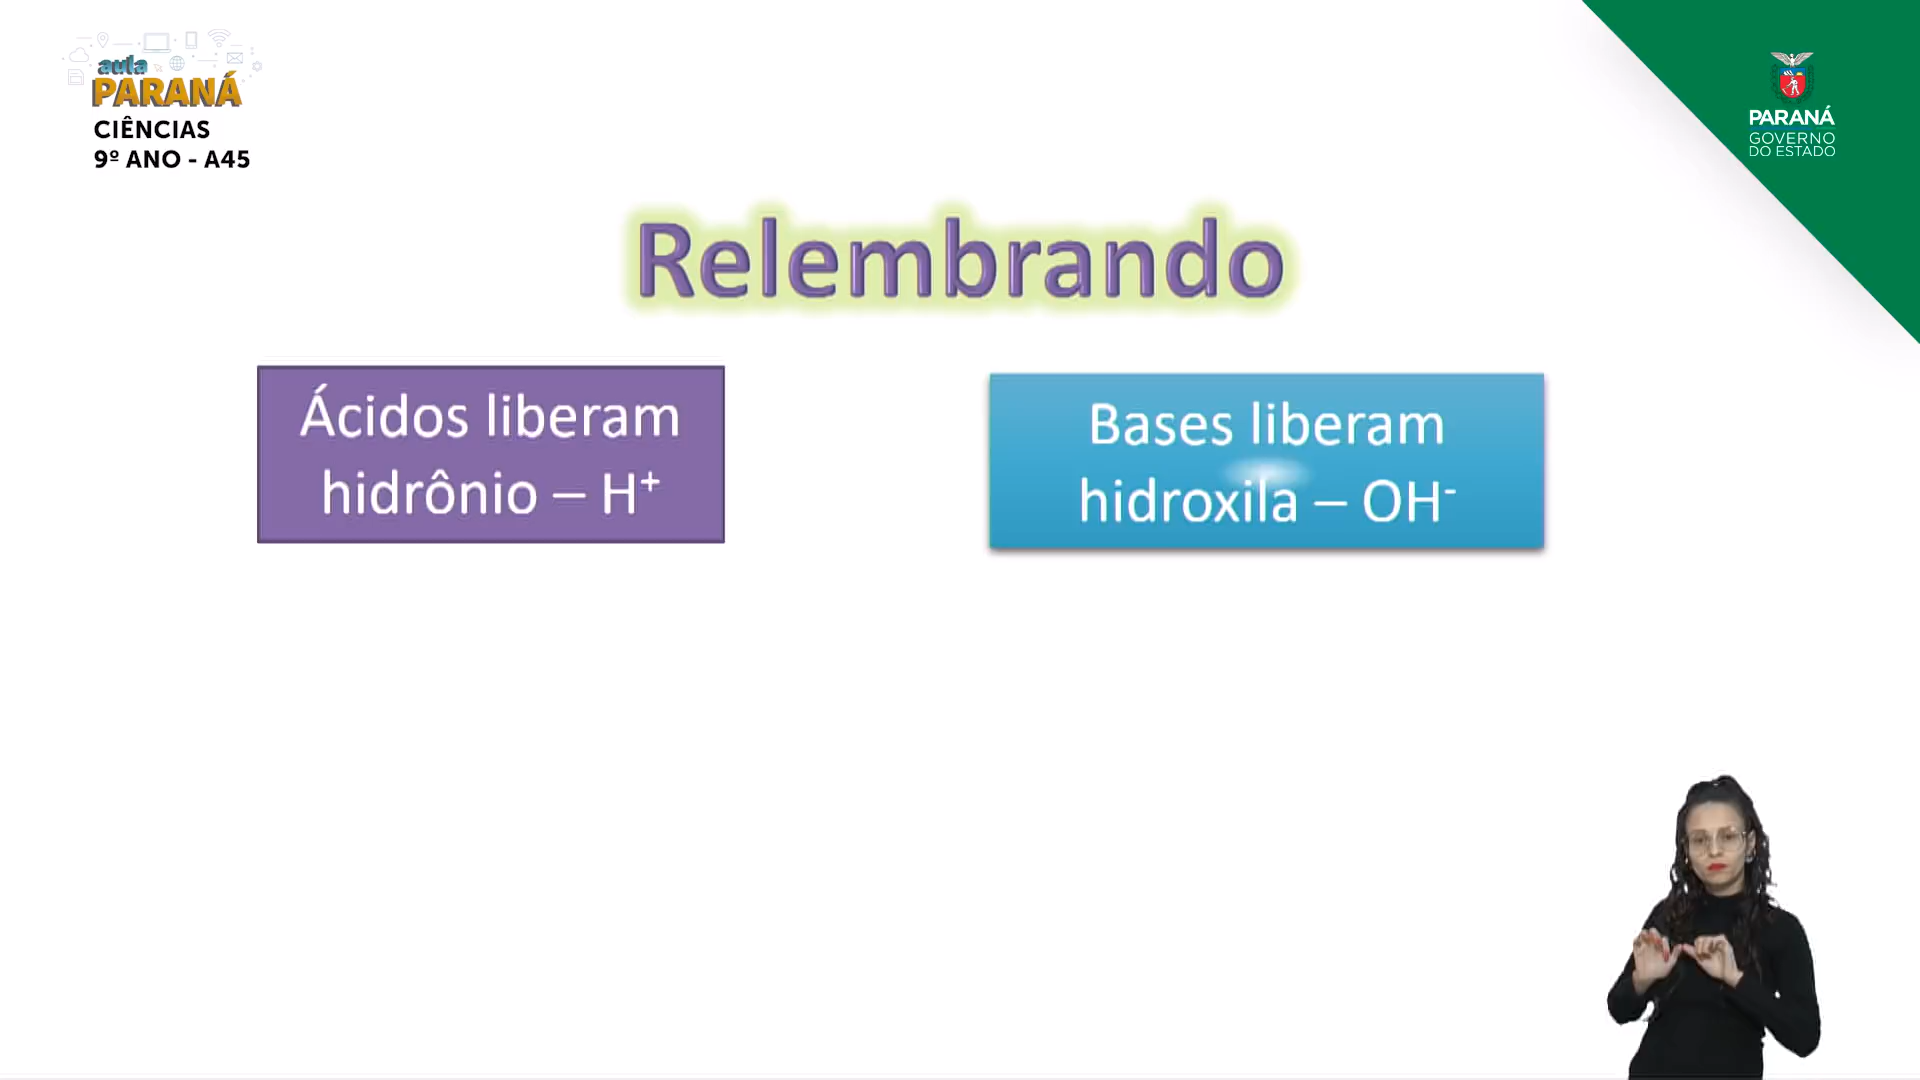 aula
PARANÁ
CIÊNCIAS
9º ANO - A45
PARANÁ
GOVERNO
DO ESTADO
Relembrando
Ácidos liberam
hidrônio – H⁺
Bases liberam
hidroxila – OH⁻